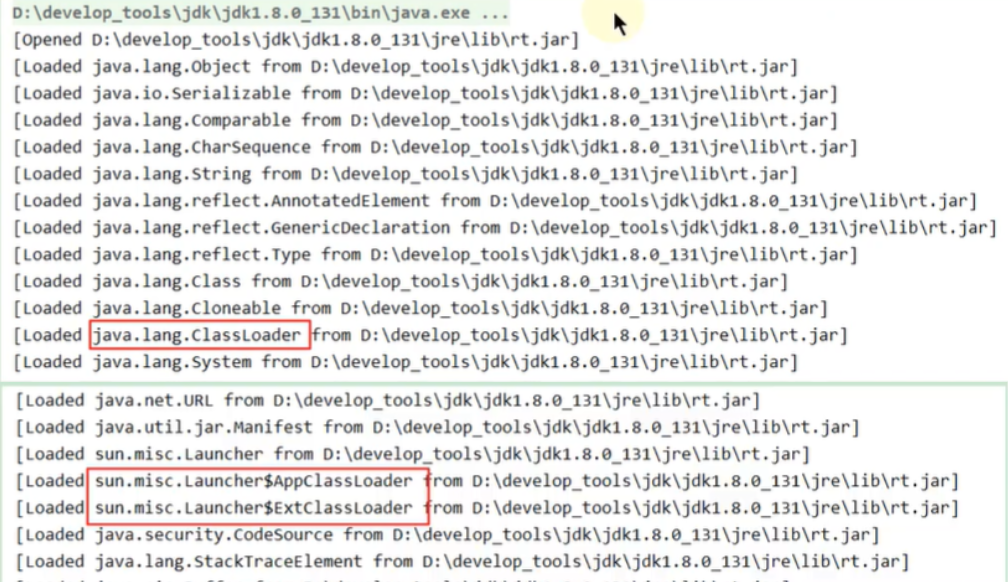 D:\develop_tools\jdk\jdk1.8.0_131\bin\java.exe ...
[Opened D:\develop_tools\jdk\jdk1.8.0_131\jre\lib\rt.jar]
[Loaded java.lang.Object from D:\develop_tools\jdk\jdk1.8.0_131\jre\lib\rt.jar]
[Loaded java.io.Serializable from D:\develop_tools\jdk\jdk1.8.0_131\jre\lib\rt.jar]
[Loaded java.lang.Comparable from D:\develop_tools\jdk\jdk1.8.0_131\jre\lib\rt.jar]
[Loaded java.lang.CharSequence from D:\develop_tools\jdk\jdk1.8.0_131\jre\lib\rt.jar]
[Loaded java.lang.String from D:\develop_tools\jdk\jdk1.8.0_131\jre\lib\rt.jar]
[Loaded java.lang.reflect.AnnotatedElement from D:\develop_tools\jdk\jdk1.8.0_131\jre\lib\rt.jar]
[Loaded java.lang.reflect.GenericDeclaration from D:\develop_tools\jdk\jdk1.8.0_131\jre\lib\rt.jar]
[Loaded java.lang.reflect.Type from D:\develop_tools\jdk\jdk1.8.0_131\jre\lib\rt.jar]
[Loaded java.lang.Class from D:\develop_tools\jdk\jdk1.8.0_131\jre\lib\rt.jar]
[Loaded java.lang.Cloneable from D:\develop_tools\jdk\jdk1.8.0_131\jre\lib\rt.jar]
[Loaded java.lang.ClassLoader from D:\develop_tools\jdk\jdk1.8.0_131\jre\lib\rt.jar]
[Loaded java.lang.System from D:\develop_tools\jdk\jdk1.8.0_131\jre\lib\rt.jar]
[Loaded java.net.URL from D:\develop_tools\jdk\jdk1.8.0_131\jre\lib\rt.jar]
[Loaded java.util.jar.Manifest from D:\develop_tools\jdk\jdk1.8.0_131\jre\lib\rt.jar]
[Loaded sun.misc.Launcher from D:\develop_tools\jdk\jdk1.8.0_131\jre\lib\rt.jar]
[Loaded sun.misc.Launcher$AppClassLoader from D:\develop_tools\jdk\jdk1.8.0_131\jre\lib\rt.jar]
[Loaded sun.misc.Launcher$ExtClassLoader from D:\develop_tools\jdk\jdk1.8.0_131\jre\lib\rt.jar]
[Loaded java.security.CodeSource from D:\develop_tools\jdk\jdk1.8.0_131\jre\lib\rt.jar]
[Loaded java.lang.StackTraceElement from D:\develop_tools\jdk\jdk1.8.0_131\jre\lib\rt.jar]